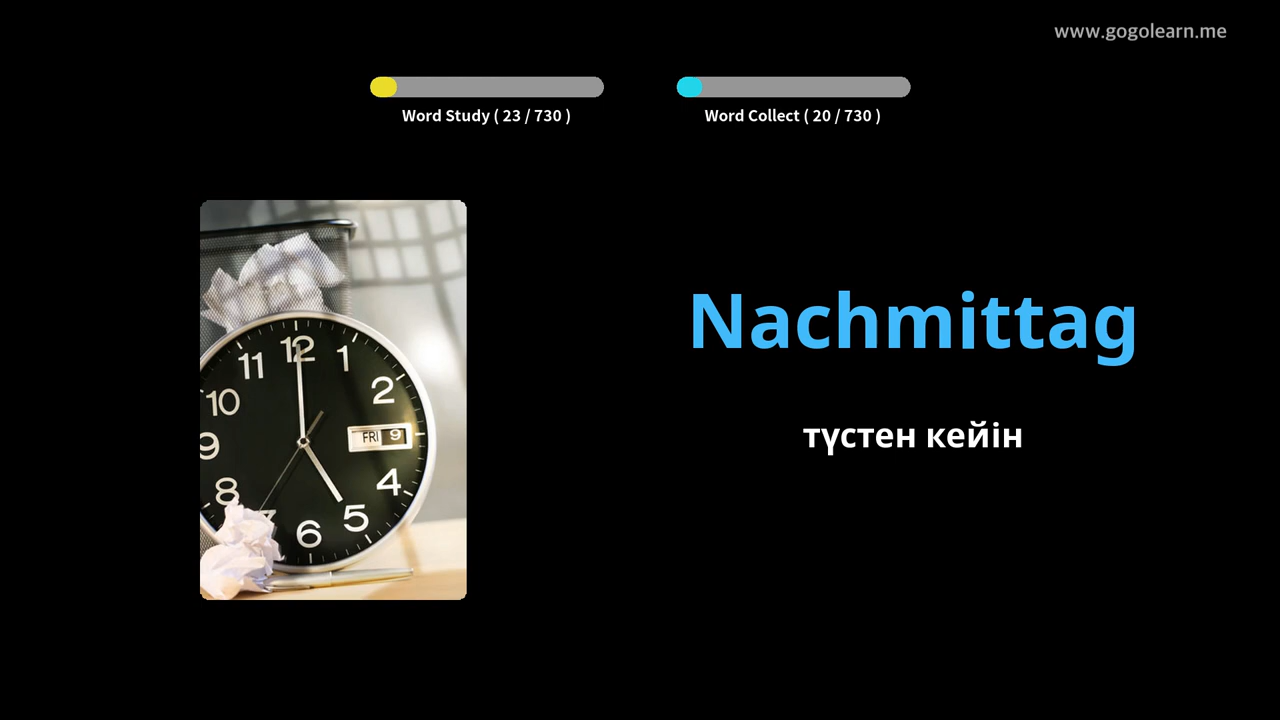 www.gogolearn.me
Word Study ( 23 / 730 )
Word Collect ( 20 / 730 )
Nachmittag
түстен кейін
12
11
1
10
2
9
FRI 9
8
4
7
5
6